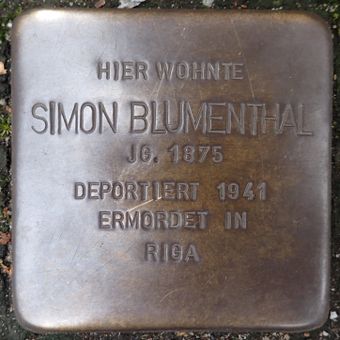 HIER WOHNTE
SIMON BLUMENTHAL
JG. 1875
DEPORTIERT 1941
ERMORDET IN
RIGA